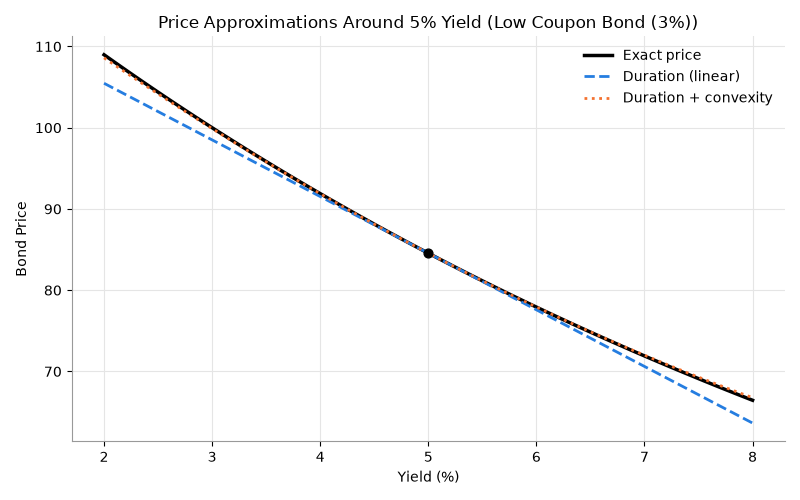 Price Approximations Around 5% Yield (Low Coupon Bond (3%))
Exact price
Duration (linear)
Duration + convexity
Bond Price
110
100
90
80
70
2 3 4 5 6 7 8
Yield (%)